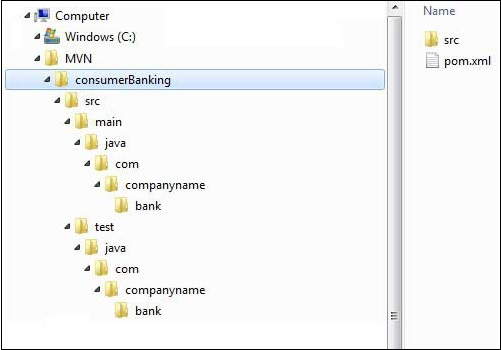 Computer
Windows (C:)
MVN
consumerBanking
src
main
java
com
companyname
bank
test
java
com
companyname
bank
Name
src
pom.xml